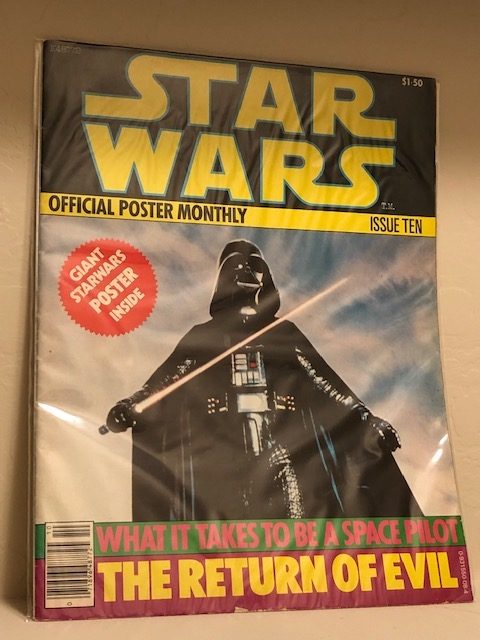 $1·50
STAR
WARS
T.M.
OFFICIAL POSTER MONTHLY
ISSUE TEN
GIANT
STARWARS
POSTER
INSIDE
WHAT IT TAKES TO BE A SPACE PILOT
THE RETURN OF EVIL
10